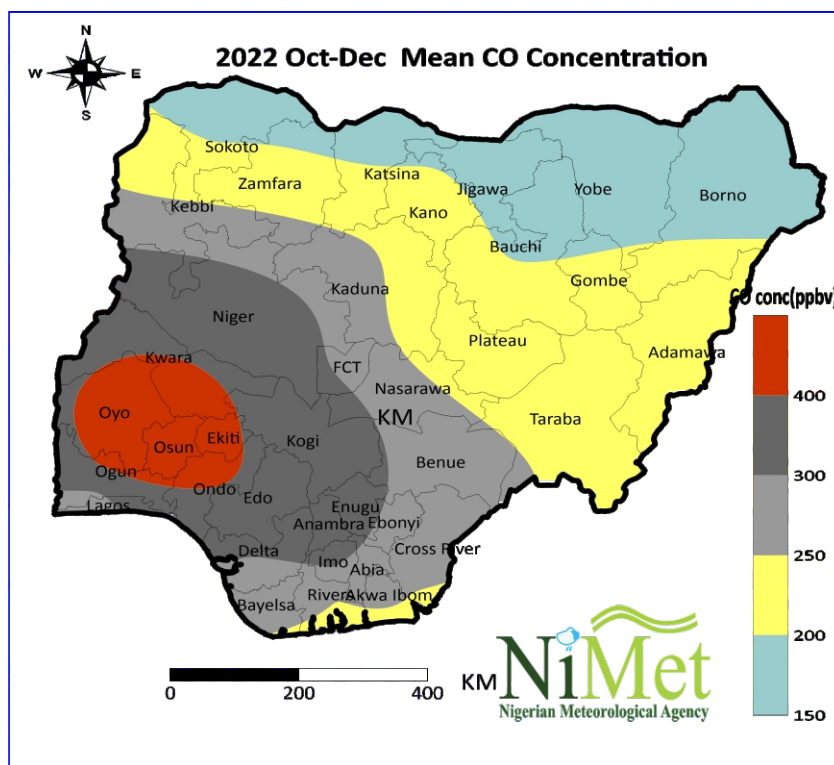 N
W E
S
2022 Oct-Dec Mean CO Concentration
Sokoto
Zamfara
Katsina
Jigawa
Yobe
Borno
Kebbi
Kano
Bauchi
Gombe
Kaduna
CO conc(ppbv)
Niger
Plateau
Adamawa
Kwara
FCT
Nasarawa
400
Oyo
KM
Taraba
Osun
Ekiti
Kogi
Ogun
Benue
300
Ondo
Edo
Lagos
Enugu
Anambra
Ebonyi
Delta
Cross River
Imo
Abia
250
Rivers
Akwa Ibom
Bayelsa
200
KM
NiMet
Nigerian Meteorological Agency
0 200 400
150